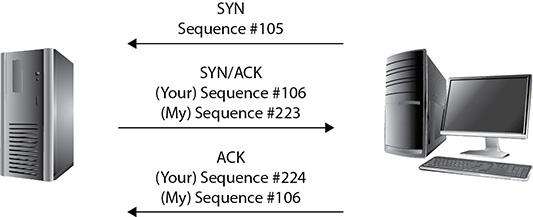 SYN
Sequence #105
SYN/ACK
(Your) Sequence #106
(My) Sequence #223
ACK
(Your) Sequence #224
(My) Sequence #106